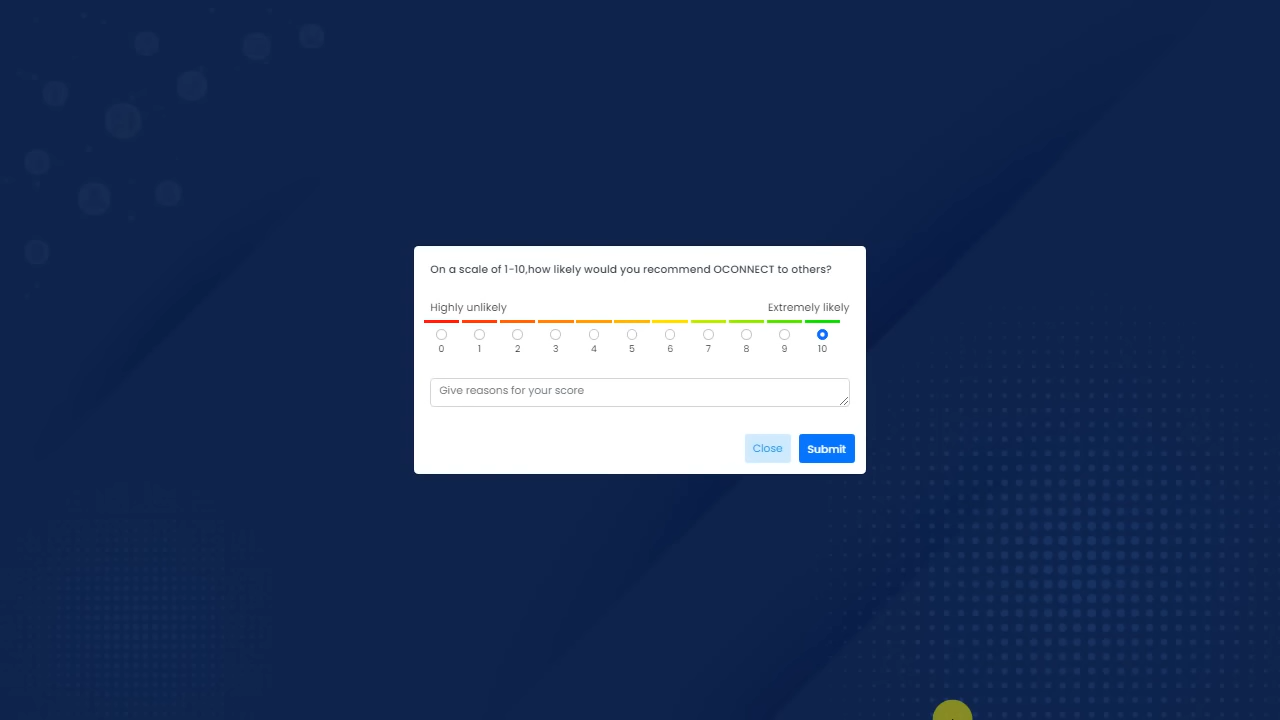 On a scale of 1-10,how likely would you recommend OCONNECT to others?
Highly unlikely Extremely likely
0 1 2 3 4 5 6 7 8 9 10
Give reasons for your score
Close Submit